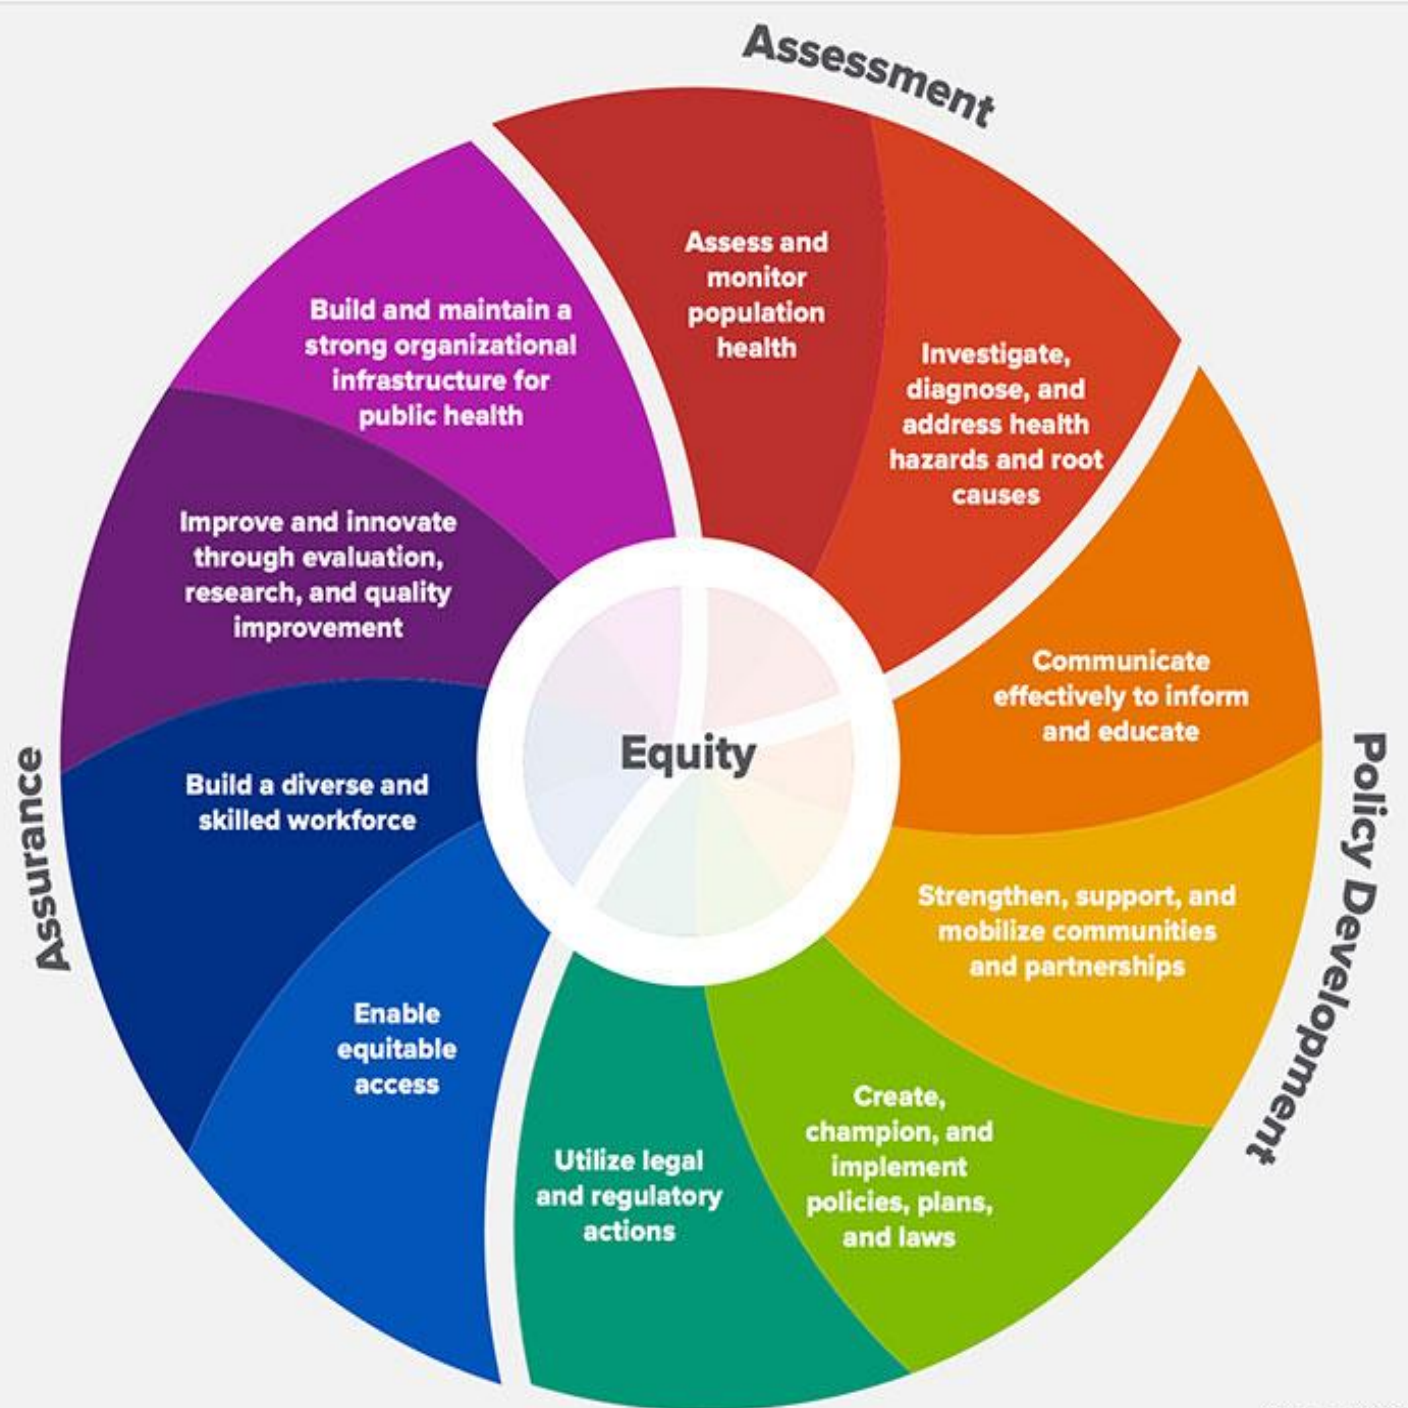 Assessment
Assess and
monitor
population
health
Investigate,
diagnose, and
address health
hazards and root
causes
Policy Development
Communicate
effectively to inform
and educate
Strengthen, support, and
mobilize communities
and partnerships
Create,
champion, and
implement
policies, plans,
and laws
Utilize legal
and regulatory
actions
Assurance
Enable
equitable
access
Build a diverse and
skilled workforce
Improve and innovate
through evaluation,
research, and quality
improvement
Build and maintain a
strong organizational
infrastructure for
public health
Equity